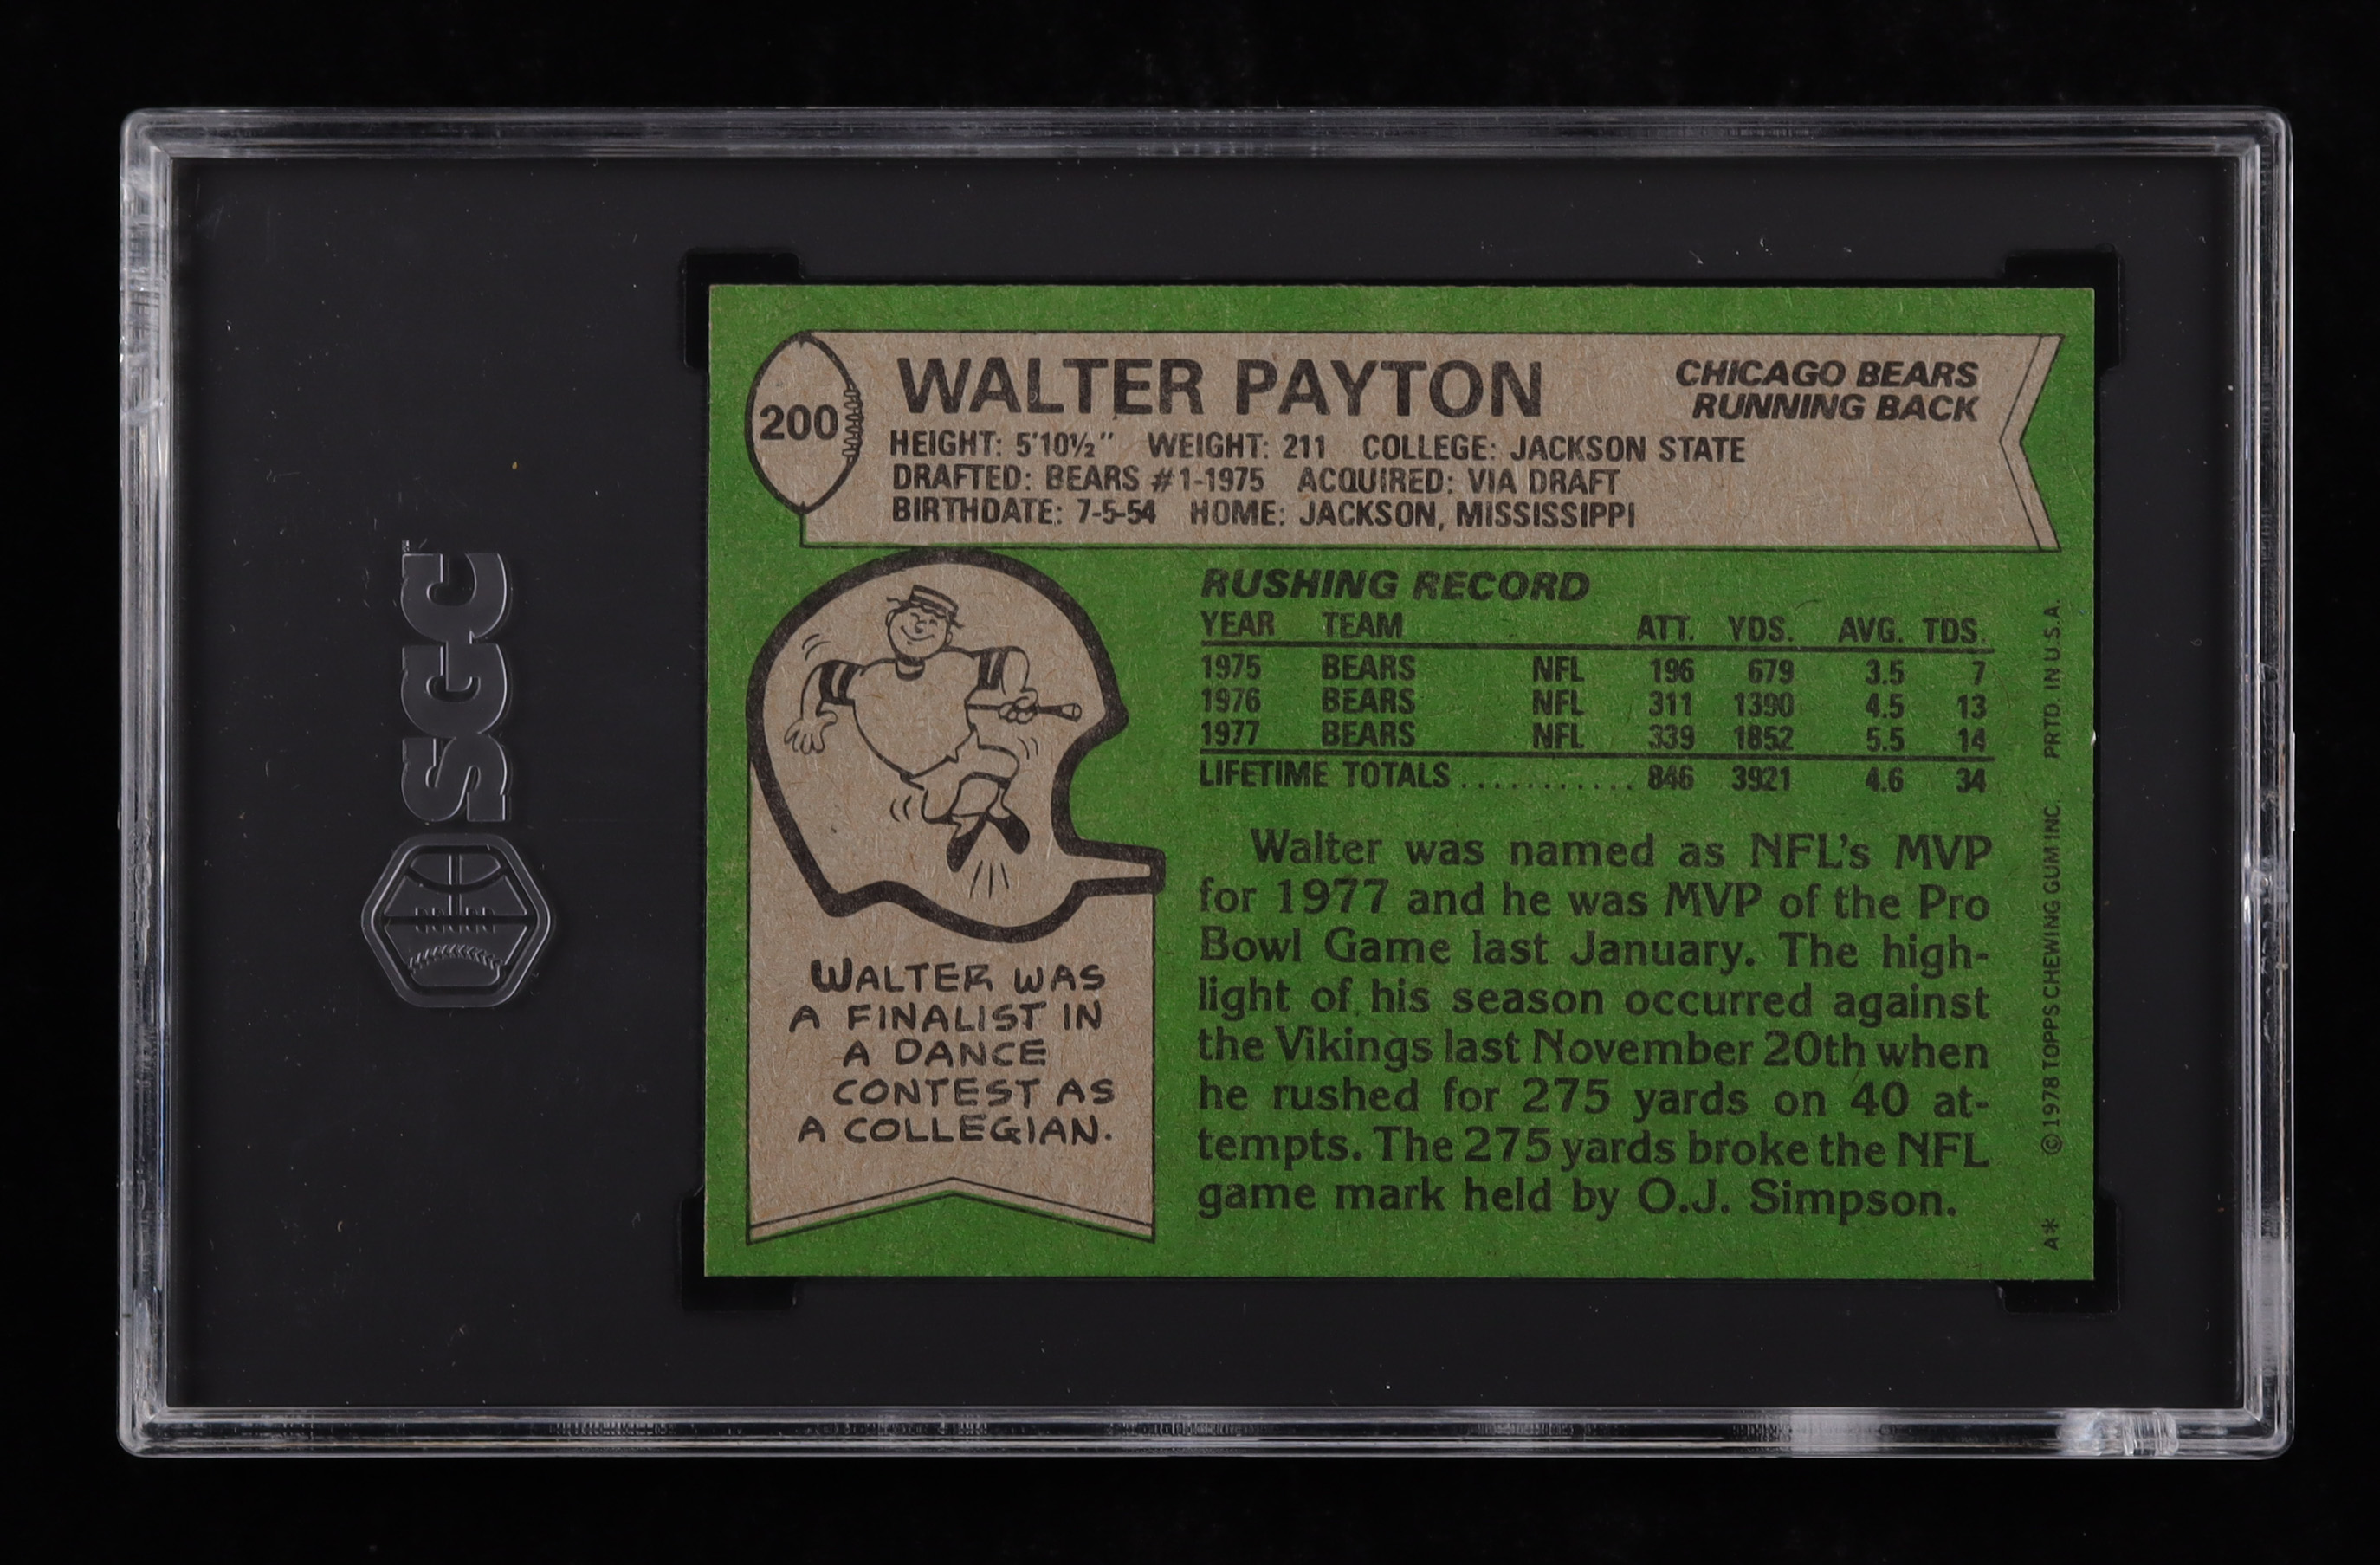 SGC
200
WALTER PAYTON
CHICAGO BEARS
RUNNING BACK
HEIGHT: 5'10½" WEIGHT: 211 COLLEGE: JACKSON STATE
DRAFTED: BEARS #1-1975 ACQUIRED: VIA DRAFT
BIRTHDATE: 7-5-54 HOME: JACKSON, MISSISSIPPI
WALTER WAS
A FINALIST IN
A DANCE
CONTEST AS
A COLLEGIAN.
RUSHING RECORD
YEAR TEAM ATT. YDS. AVG. TDS.
1975 BEARS NFL 196 679 3.5 7
1976 BEARS NFL 311 1390 4.5 13
1977 BEARS NFL 339 1852 5.5 14
LIFETIME TOTALS ............ 846 3921 4.6 34
Walter was named as NFL's MVP
for 1977 and he was MVP of the Pro
Bowl Game last January. The high-
light of his season occurred against
the Vikings last November 20th when
he rushed for 275 yards on 40 at-
tempts. The 275 yards broke the NFL
game mark held by O.J. Simpson.
A* © 1978 TOPPS CHEWING GUM INC. PRTD. IN U.S.A.